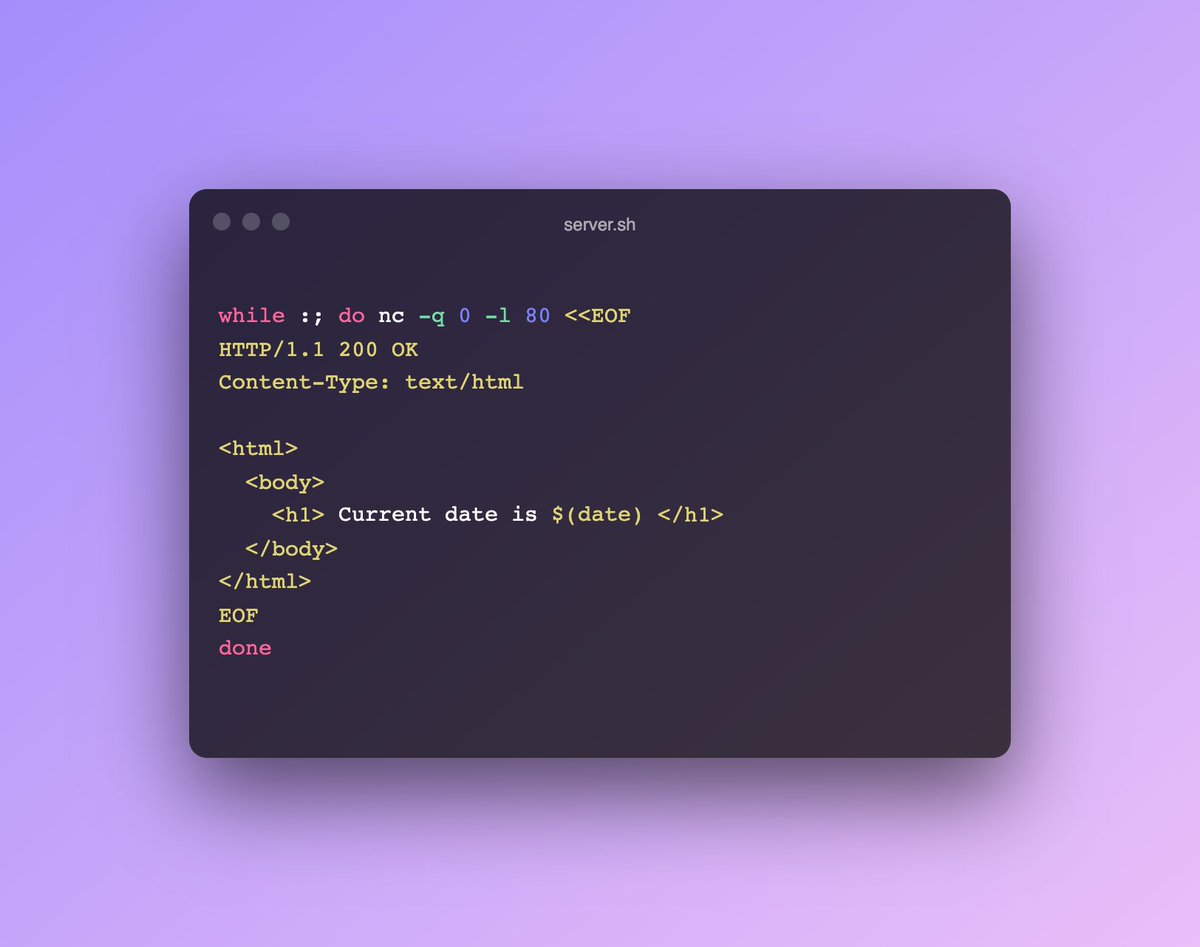 server.sh
while :; do nc -q 0 -l 80 <<EOF
HTTP/1.1 200 OK
Content-Type: text/html

<html>
  <body>
    <h1> Current date is $(date) </h1>
  </body>
</html>
EOF
done